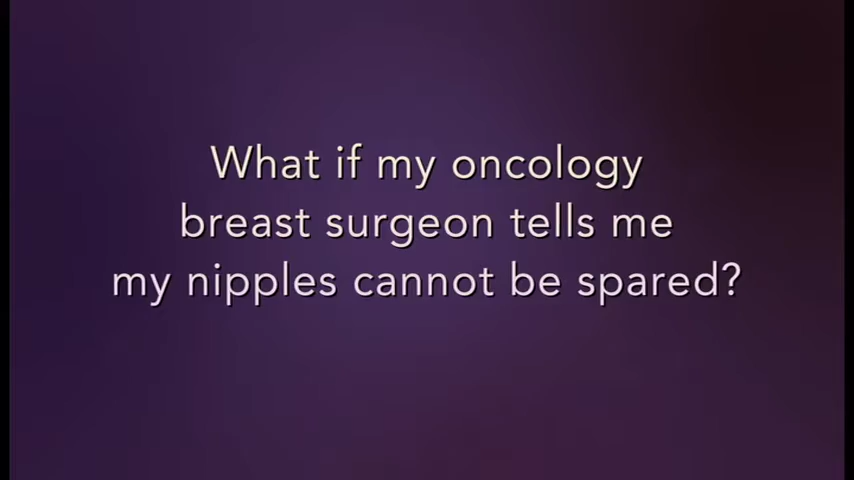 What if my oncology
breast surgeon tells me
my nipples cannot be spared?